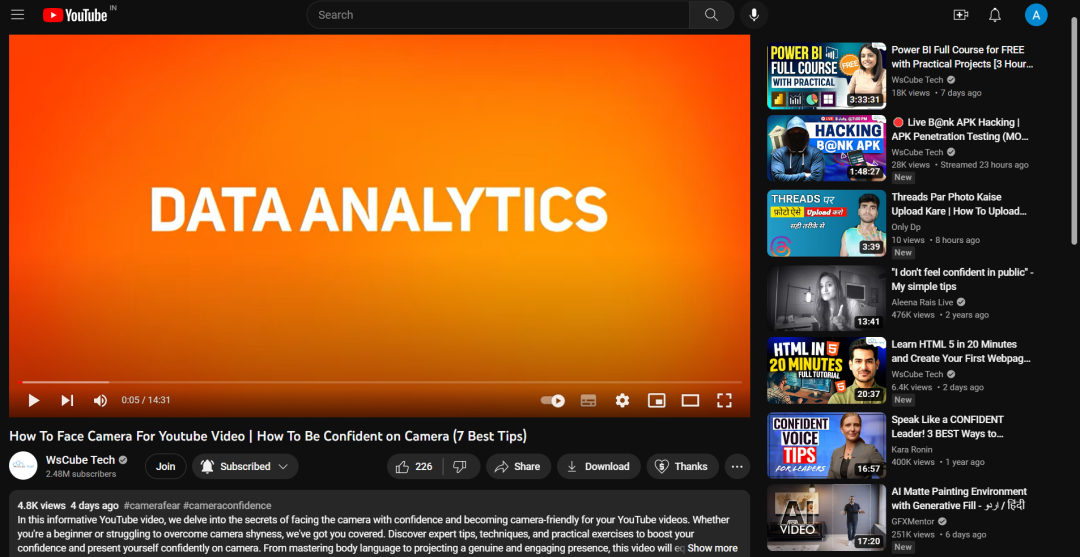 YouTube IN
Search
A
DATA ANALYTICS
0:05 / 14:31
How To Face Camera For Youtube Video | How To Be Confident on Camera (7 Best Tips)
WsCube Tech
2.48M subscribers
Join
Subscribed
226
Share
Download
Thanks
4.8K views 4 days ago #camerafear #cameraconfidence
In this informative YouTube video, we delve into the secrets of facing the camera with confidence and becoming camera-friendly for your YouTube videos. Whether
you're a beginner or struggling to overcome camera shyness, we've got you covered. Discover expert tips, techniques, and practical exercises to boost your
confidence and present yourself confidently on camera. From mastering body language to projecting a genuine and engaging presence, this video will eq Show more
POWER BI
FULL COURSE
WITH PRACTICAL
FREE
3:33:31
Power BI Full Course for FREE
with Practical Projects [3 Hour...
WsCube Tech
18K views • 7 days ago
HACKING
B@NK APK
1:48:27
Live B@nk APK Hacking |
APK Penetration Testing (MO...
WsCube Tech
28K views • Streamed 23 hours ago
New
THREADS पर
फ़ोटो ऐसे Upload करो
सही तरीके से
3:39
Threads Par Photo Kaise
Upload Kare | How To Upload...
Only Dp
10 views • 8 hours ago
New
13:41
"I don't feel confident in public" -
My simple tips
Aleena Rais Live
476K views • 2 years ago
HTML IN 5
20 MINUTES
FULL TUTORIAL
20:37
Learn HTML 5 in 20 Minutes
and Create Your First Webpag...
WsCube Tech
6.4K views • 2 days ago
New
CONFIDENT
VOICE
TIPS
FOR LEADERS
16:57
Speak Like a CONFIDENT
Leader! 3 BEST Ways to...
Kara Ronin
400K views • 1 year ago
AI
VIDEO
17:20
AI Matte Painting Environment
with Generative Fill - اردو / हिंदी
GFXMentor
251K views • 6 days ago
New